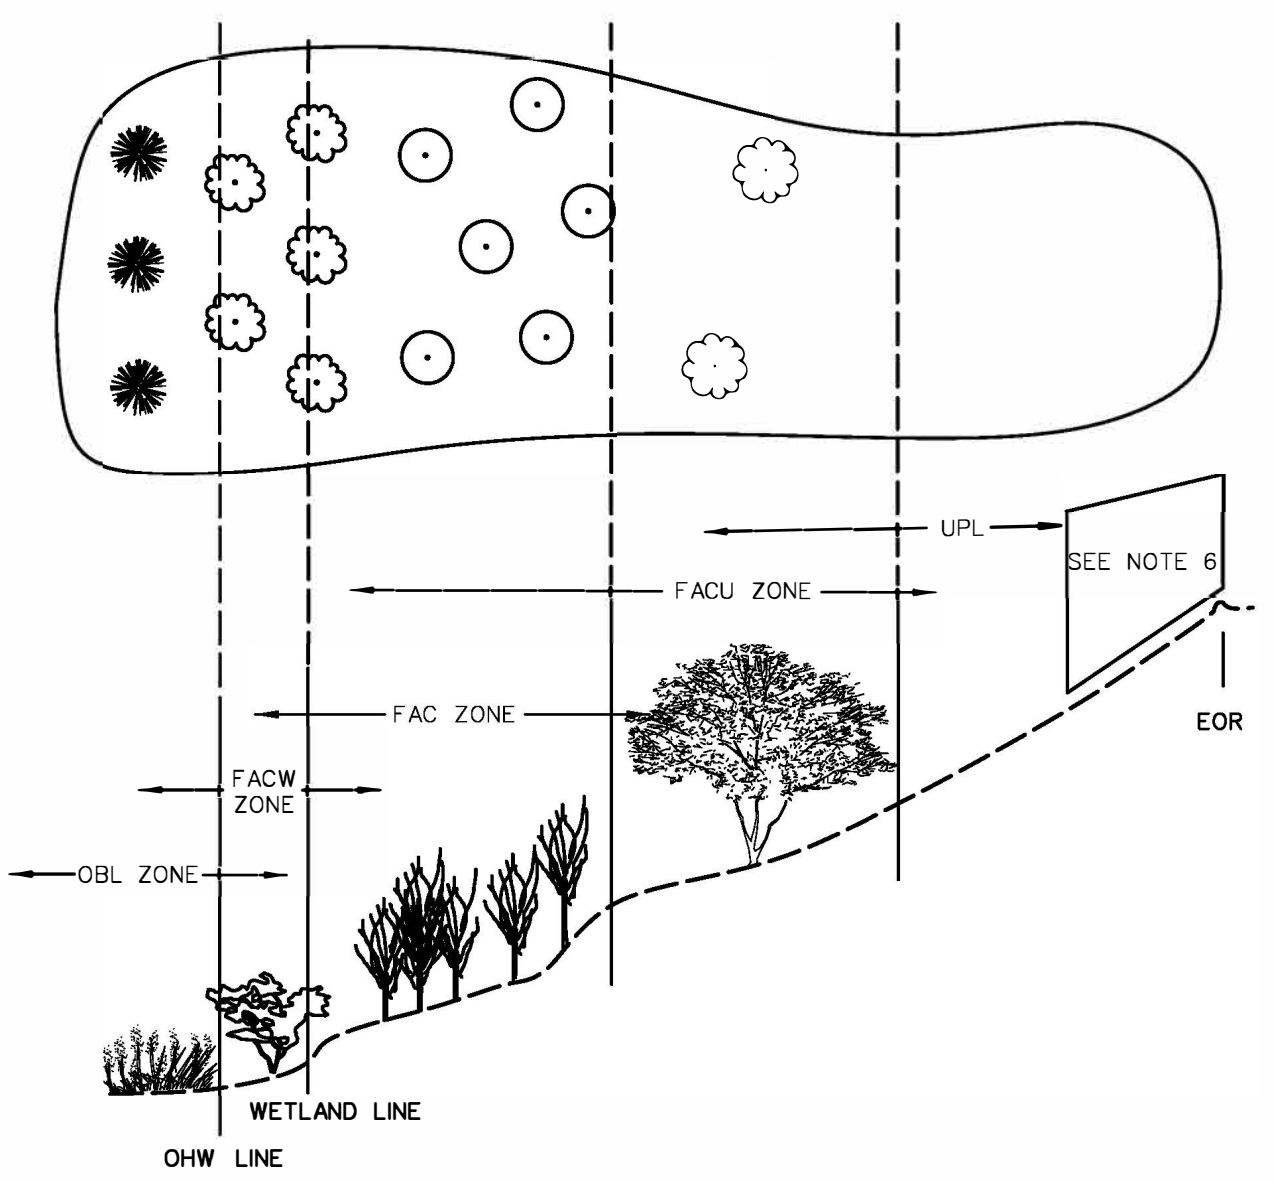 UPL
SEE NOTE 6
FACU ZONE
FAC ZONE
EOR
FACW
ZONE
OBL ZONE
WETLAND LINE
OHW LINE